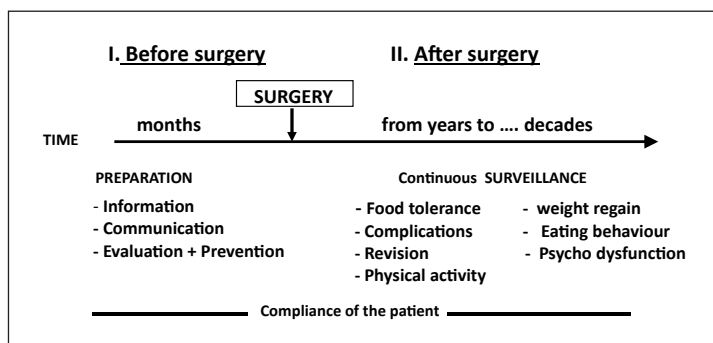 I. Before surgery II. After surgery
SURGERY
months from years to .... decades
TIME
PREPARATION Continuous SURVEILLANCE
- Information - Food tolerance - weight regain
- Communication - Complications - Eating behaviour
- Evaluation + Prevention - Revision - Psycho dysfunction
- Physical activity
Compliance of the patient